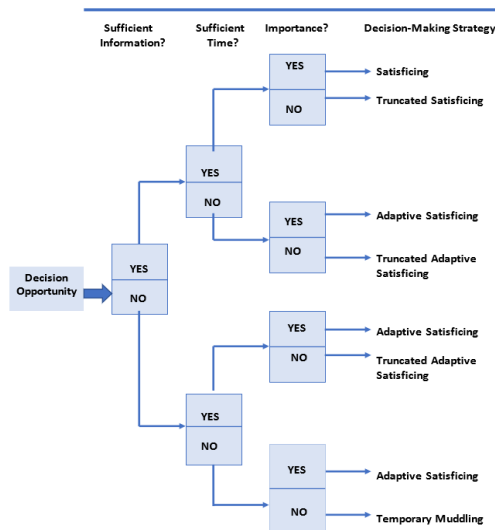 Sufficient Information?
Sufficient Time?
Importance?
Decision-Making Strategy
YES
NO
Satisficing
Truncated Satisficing
YES
NO
YES
NO
Adaptive Satisficing
Truncated Adaptive
Satisficing
Decision
Opportunity
YES
NO
YES
NO
Adaptive Satisficing
Truncated Adaptive
Satisficing
YES
NO
YES
NO
Adaptive Satisficing
Temporary Muddling